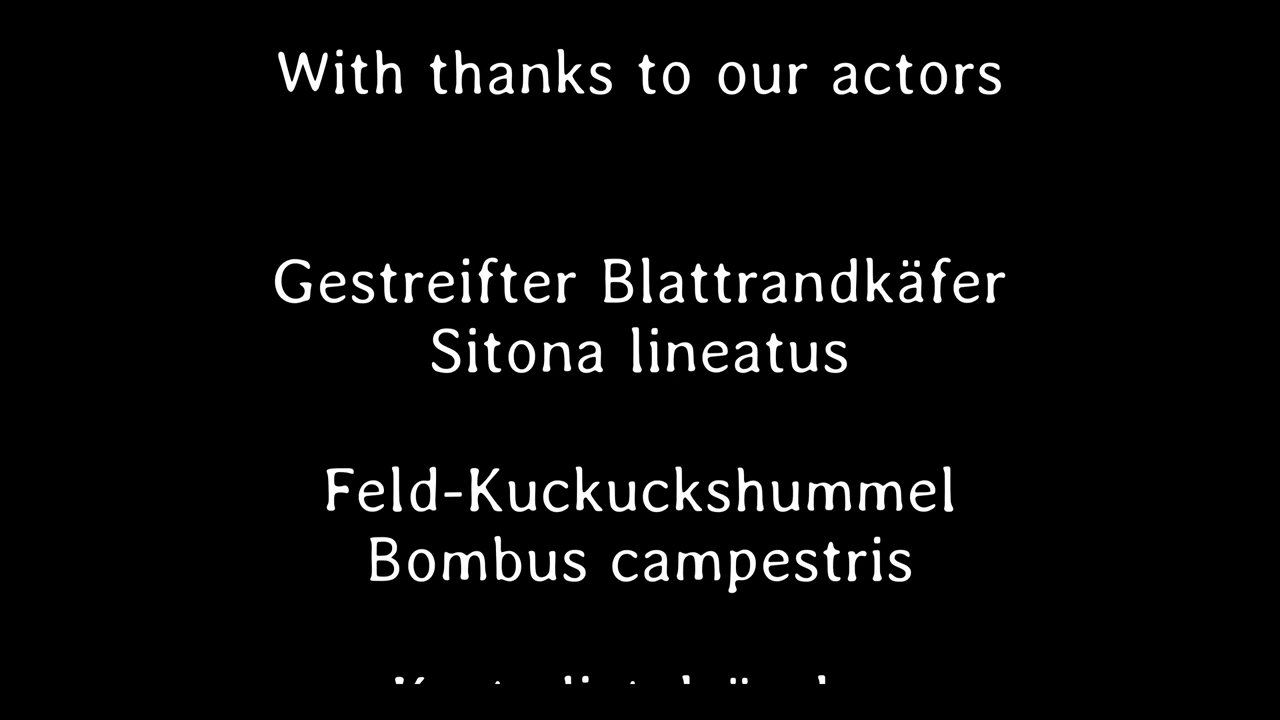 With thanks to our actors
Gestreifter Blattrandkäfer
Sitona lineatus
Feld-Kuckuckshummel
Bombus campestris